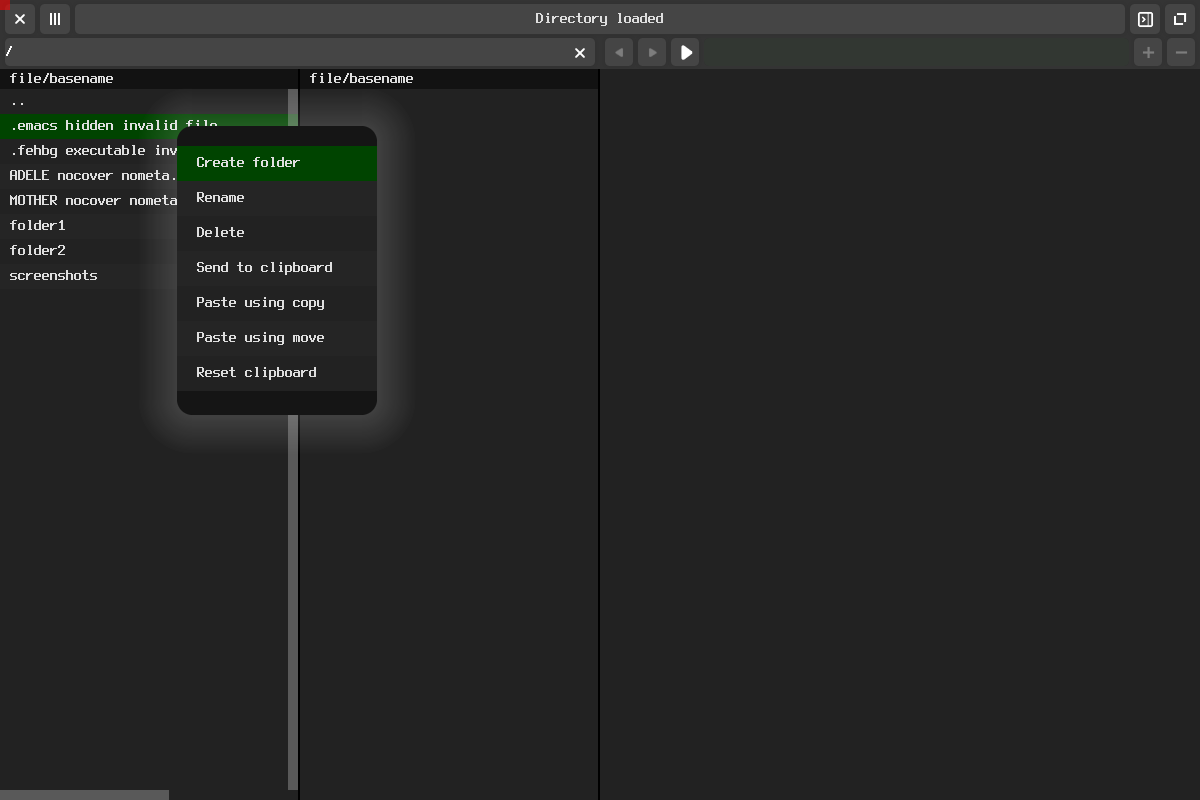 Directory loaded
/
file/basename
file/basename
..
.emacs hidden invalid file
.fehbg executable inv
ADELE nocover nometa.
MOTHER nocover nometa
folder1
folder2
screenshots
Create folder
Rename
Delete
Send to clipboard
Paste using copy
Paste using move
Reset clipboard